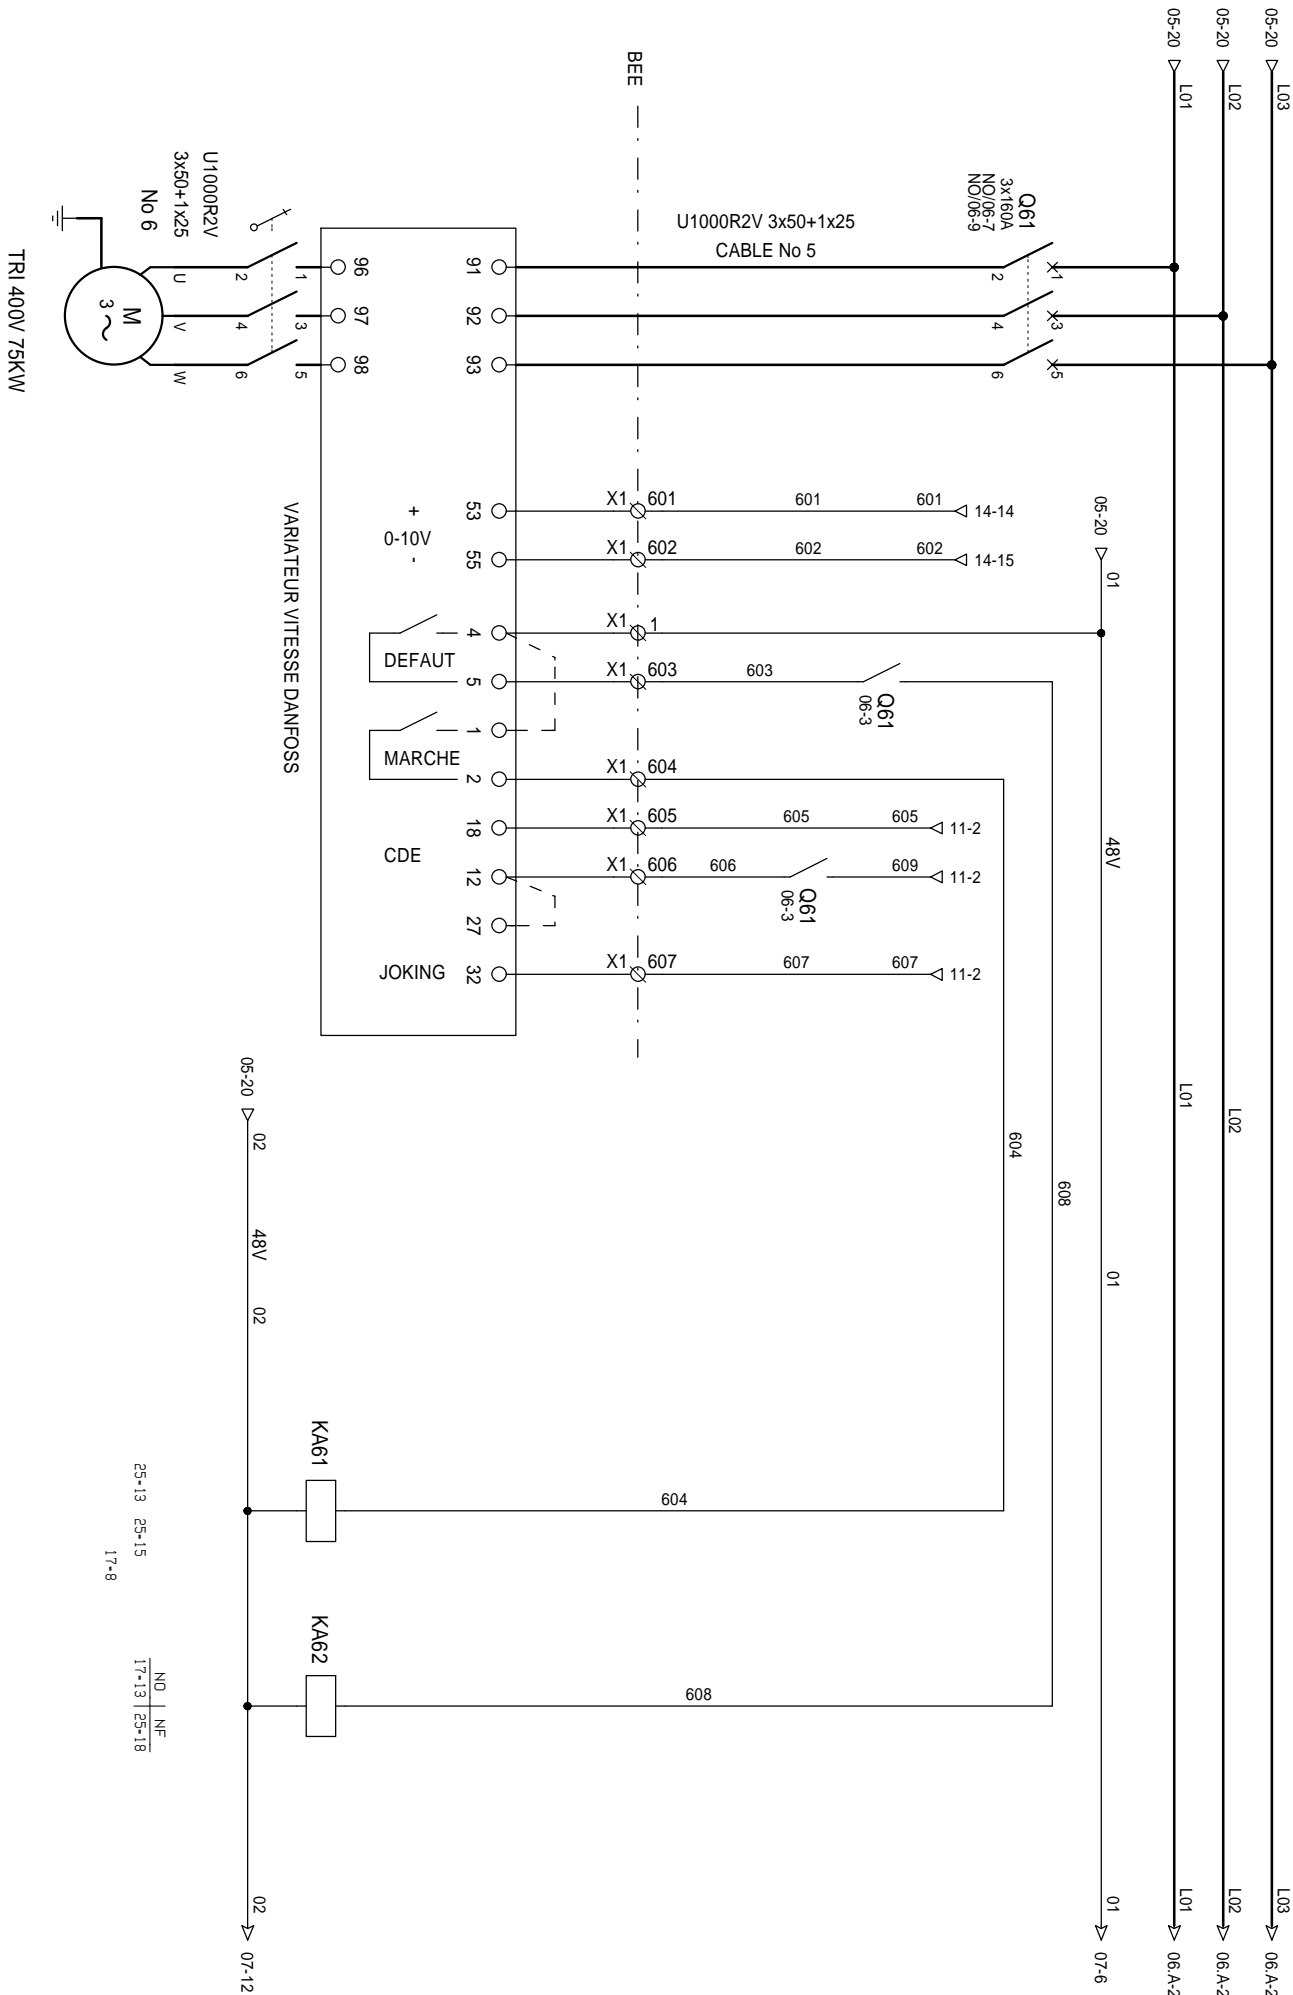 05-20 L03 L03 06.A-2
05-20 L02 L02 L02 06.A-2
05-20 L01 L01 L01 06.A-2
05-20 01 48V 01 01 07-6
Q61
3x160A
NO/06-7
NO/06-9
1 3 5
2 4 6
U1000R2V 3x50+1x25
CABLE No 5
BEE
X1 601 601 601 14-14
X1 602 602 602 14-15
X1 1
X1 603 603
Q61
06-3
608
608
X1 604
604
604
X1 605 605 605 11-2
X1 606 606 609 11-2
Q61
06-3
X1 607 607 607 11-2
91 92 93 53 55 4 5 1 2 18 12 27 32
+
0-10V
-
DEFAUT
MARCHE
CDE
JOKING
96 97 98
VARIATEUR VITESSE DANFOSS
1 3 5
2 4 6
U1000R2V
3x50+1x25
No 6
U V W
M
3
TRI 400V 75KW
05-20 02 48V 02 02 07-12
KA61
25-13 25-15
17-8
KA62
NO NF
17-13 25-18